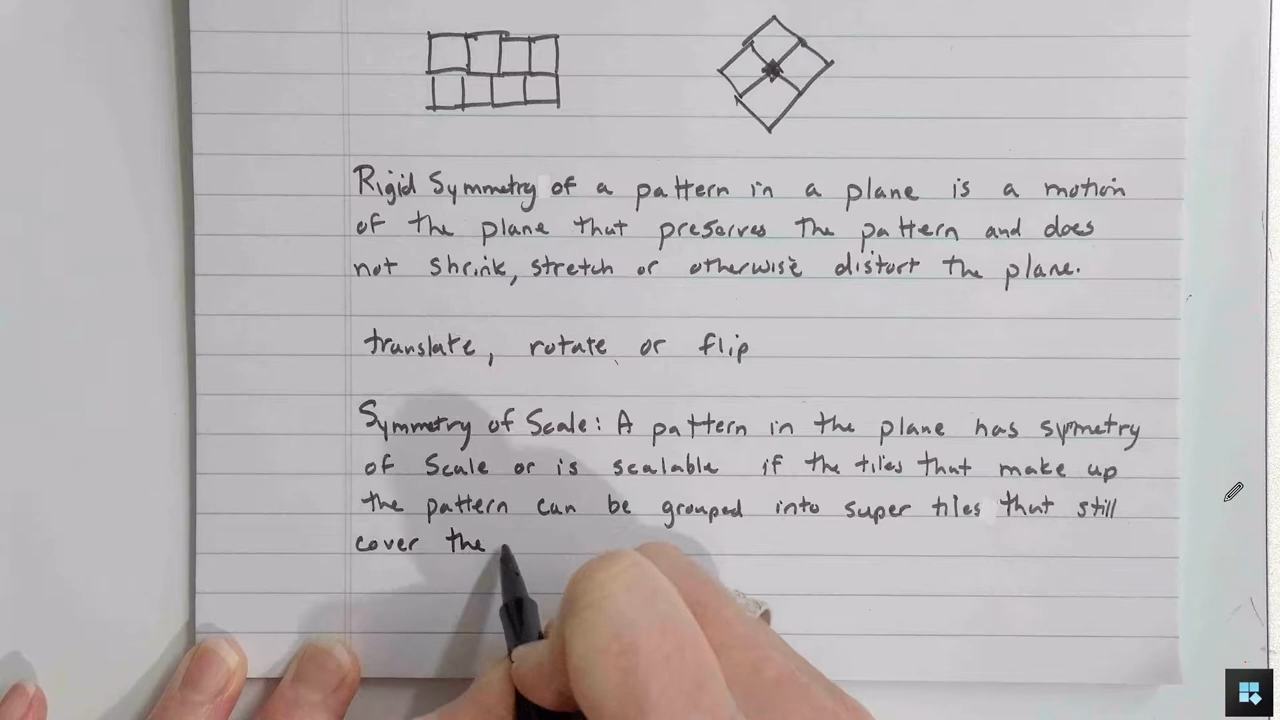 Rigid Symmetry of a pattern in a plane is a motion
of the plane that preserves the pattern and does
not shrink, stretch or otherwise distort the plane.
translate, rotate or flip
Symmetry of Scale: A pattern in the plane has symetry
of Scale or is scalable if the tiles that make up
the pattern can be grouped into super tiles that still
cover the